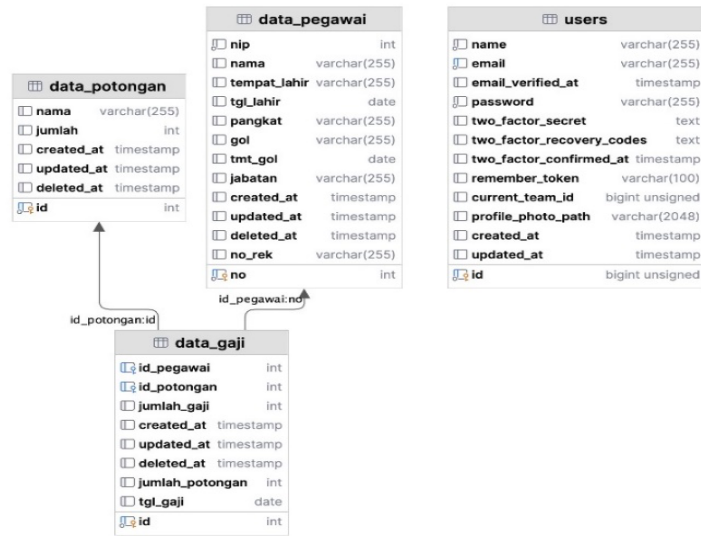 data_potongan
nama varchar(255)
jumlah int
created_at timestamp
updated_at timestamp
deleted_at timestamp
id int
data_pegawai
nip int
nama varchar(255)
tempat_lahir varchar(255)
tgl_lahir date
pangkat varchar(255)
gol varchar(255)
tmt_gol date
jabatan varchar(255)
created_at timestamp
updated_at timestamp
deleted_at timestamp
no_rek varchar(255)
no int
users
name varchar(255)
email varchar(255)
email_verified_at timestamp
password varchar(255)
two_factor_secret text
two_factor_recovery_codes text
two_factor_confirmed_at timestamp
remember_token varchar(100)
current_team_id bigint unsigned
profile_photo_path varchar(2048)
created_at timestamp
updated_at timestamp
id bigint unsigned
id_potongan:id
id_pegawai:no
data_gaji
id_pegawai int
id_potongan int
jumlah_gaji int
created_at timestamp
updated_at timestamp
deleted_at timestamp
jumlah_potongan int
tgl_gaji date
id int